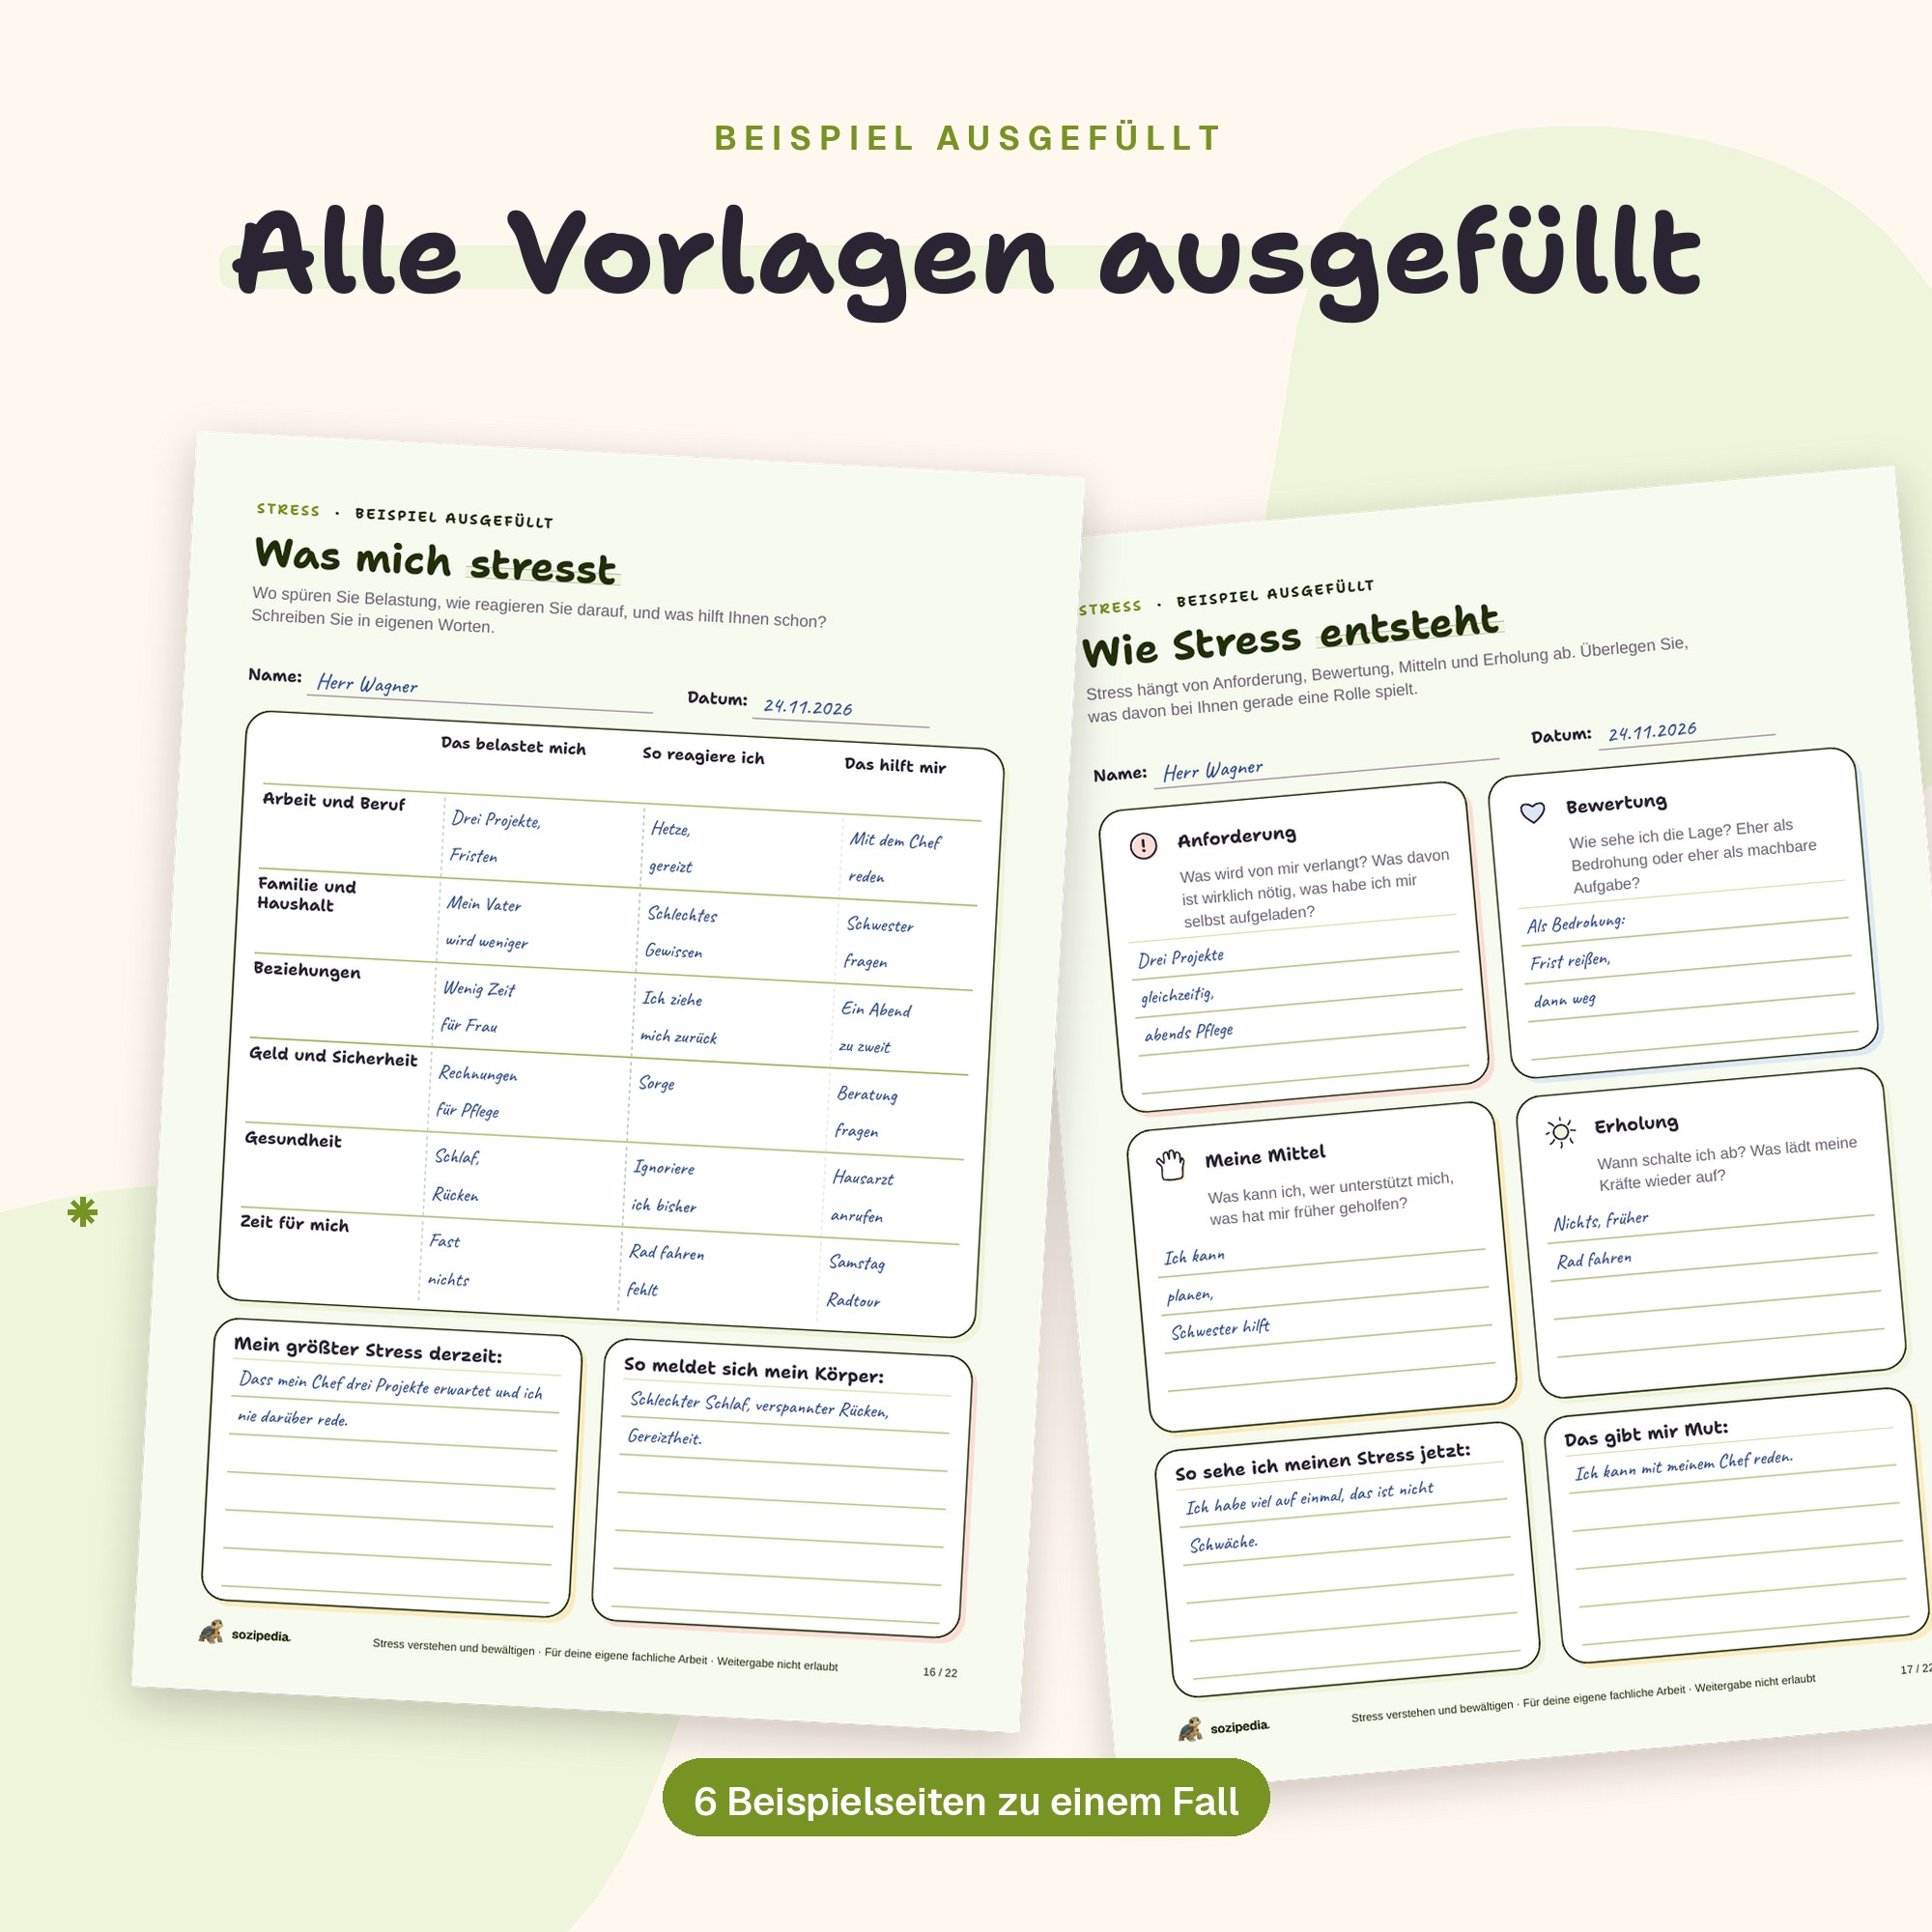 BEISPIEL AUSGEFÜLLT
Alle Vorlagen ausgefüllt
STRESS · BEISPIEL AUSGEFÜLLT
Was mich stresst
Wo spüren Sie Belastung, wie reagieren Sie darauf, und was hilft Ihnen schon?
Schreiben Sie in eigenen Worten.
Name: Herr Wagner Datum: 24.11.2026
Das belastet mich So reagiere ich Das hilft mir
Arbeit und Beruf
Drei Projekte,
Fristen
Hetze,
gereizt
Mit dem Chef
reden
Familie und
Haushalt
Mein Vater
wird weniger
Schlechtes
Gewissen
Schwester
fragen
Beziehungen
Wenig Zeit
für Frau
Ich ziehe
mich zurück
Ein Abend
zu zweit
Geld und Sicherheit
Rechnungen
für Pflege
Sorge
Beratung
fragen
Gesundheit
Schlaf,
Rücken
Ignoriere
ich bisher
Hausarzt
anrufen
Zeit für mich
Fast
nichts
Rad fahren
fehlt
Samstag
Radtour
Mein größter Stress derzeit:
Dass mein Chef drei Projekte erwartet und ich
nie darüber rede.
So meldet sich mein Körper:
Schlechter Schlaf, verspannter Rücken,
Gereiztheit.
sozipedia.
Stress verstehen und bewältigen · Für deine eigene fachliche Arbeit · Weitergabe nicht erlaubt
16 / 22
STRESS · BEISPIEL AUSGEFÜLLT
Wie Stress entsteht
Stress hängt von Anforderung, Bewertung, Mitteln und Erholung ab. Überlegen Sie,
was davon bei Ihnen gerade eine Rolle spielt.
Name: Herr Wagner Datum: 24.11.2026
Anforderung
Was wird von mir verlangt? Was davon
ist wirklich nötig, was habe ich mir
selbst aufgeladen?
Drei Projekte
gleichzeitig,
abends Pflege
Bewertung
Wie sehe ich die Lage? Eher als
Bedrohung oder eher als machbare
Aufgabe?
Als Bedrohung:
Frist reißen,
dann weg
Meine Mittel
Was kann ich, wer unterstützt mich,
was hat mir früher geholfen?
Ich kann
planen,
Schwester hilft
Erholung
Wann schalte ich ab? Was lädt meine
Kräfte wieder auf?
Nichts, früher
Rad fahren
So sehe ich meinen Stress jetzt:
Ich habe viel auf einmal, das ist nicht
Schwäche.
Das gibt mir Mut:
Ich kann mit meinem Chef reden.
sozipedia.
Stress verstehen und bewältigen · Für deine eigene fachliche Arbeit · Weitergabe nicht erlaubt
17 / 22
6 Beispielseiten zu einem Fall